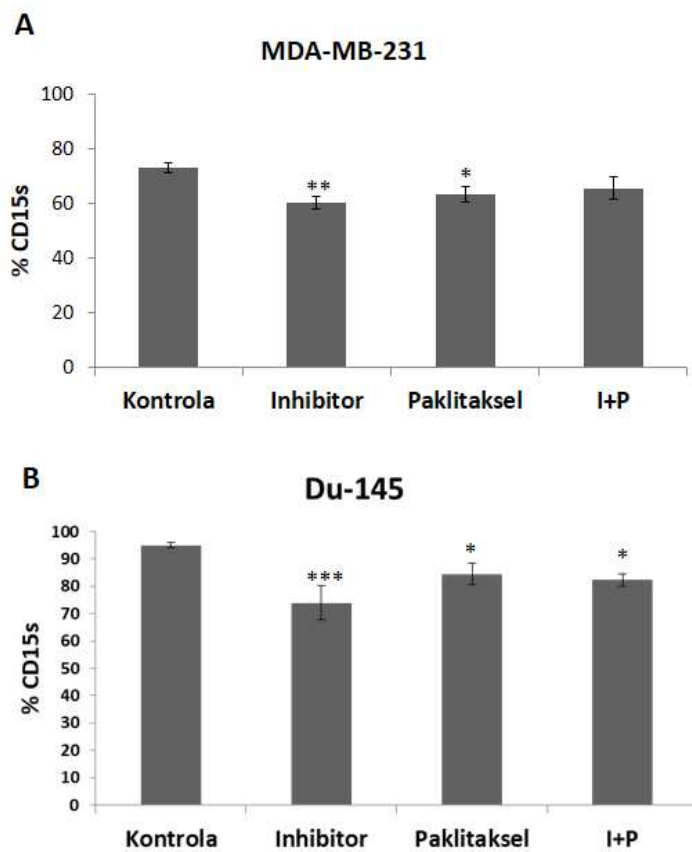 A
MDA-MB-231
100
80
60
40
20
0
% CD15s
**
*
Kontrola Inhibitor Paklitaksel I+P
B
Du-145
100
90
80
70
60
50
40
30
20
10
0
% CD15s
***
*
*
Kontrola Inhibitor Paklitaksel I+P